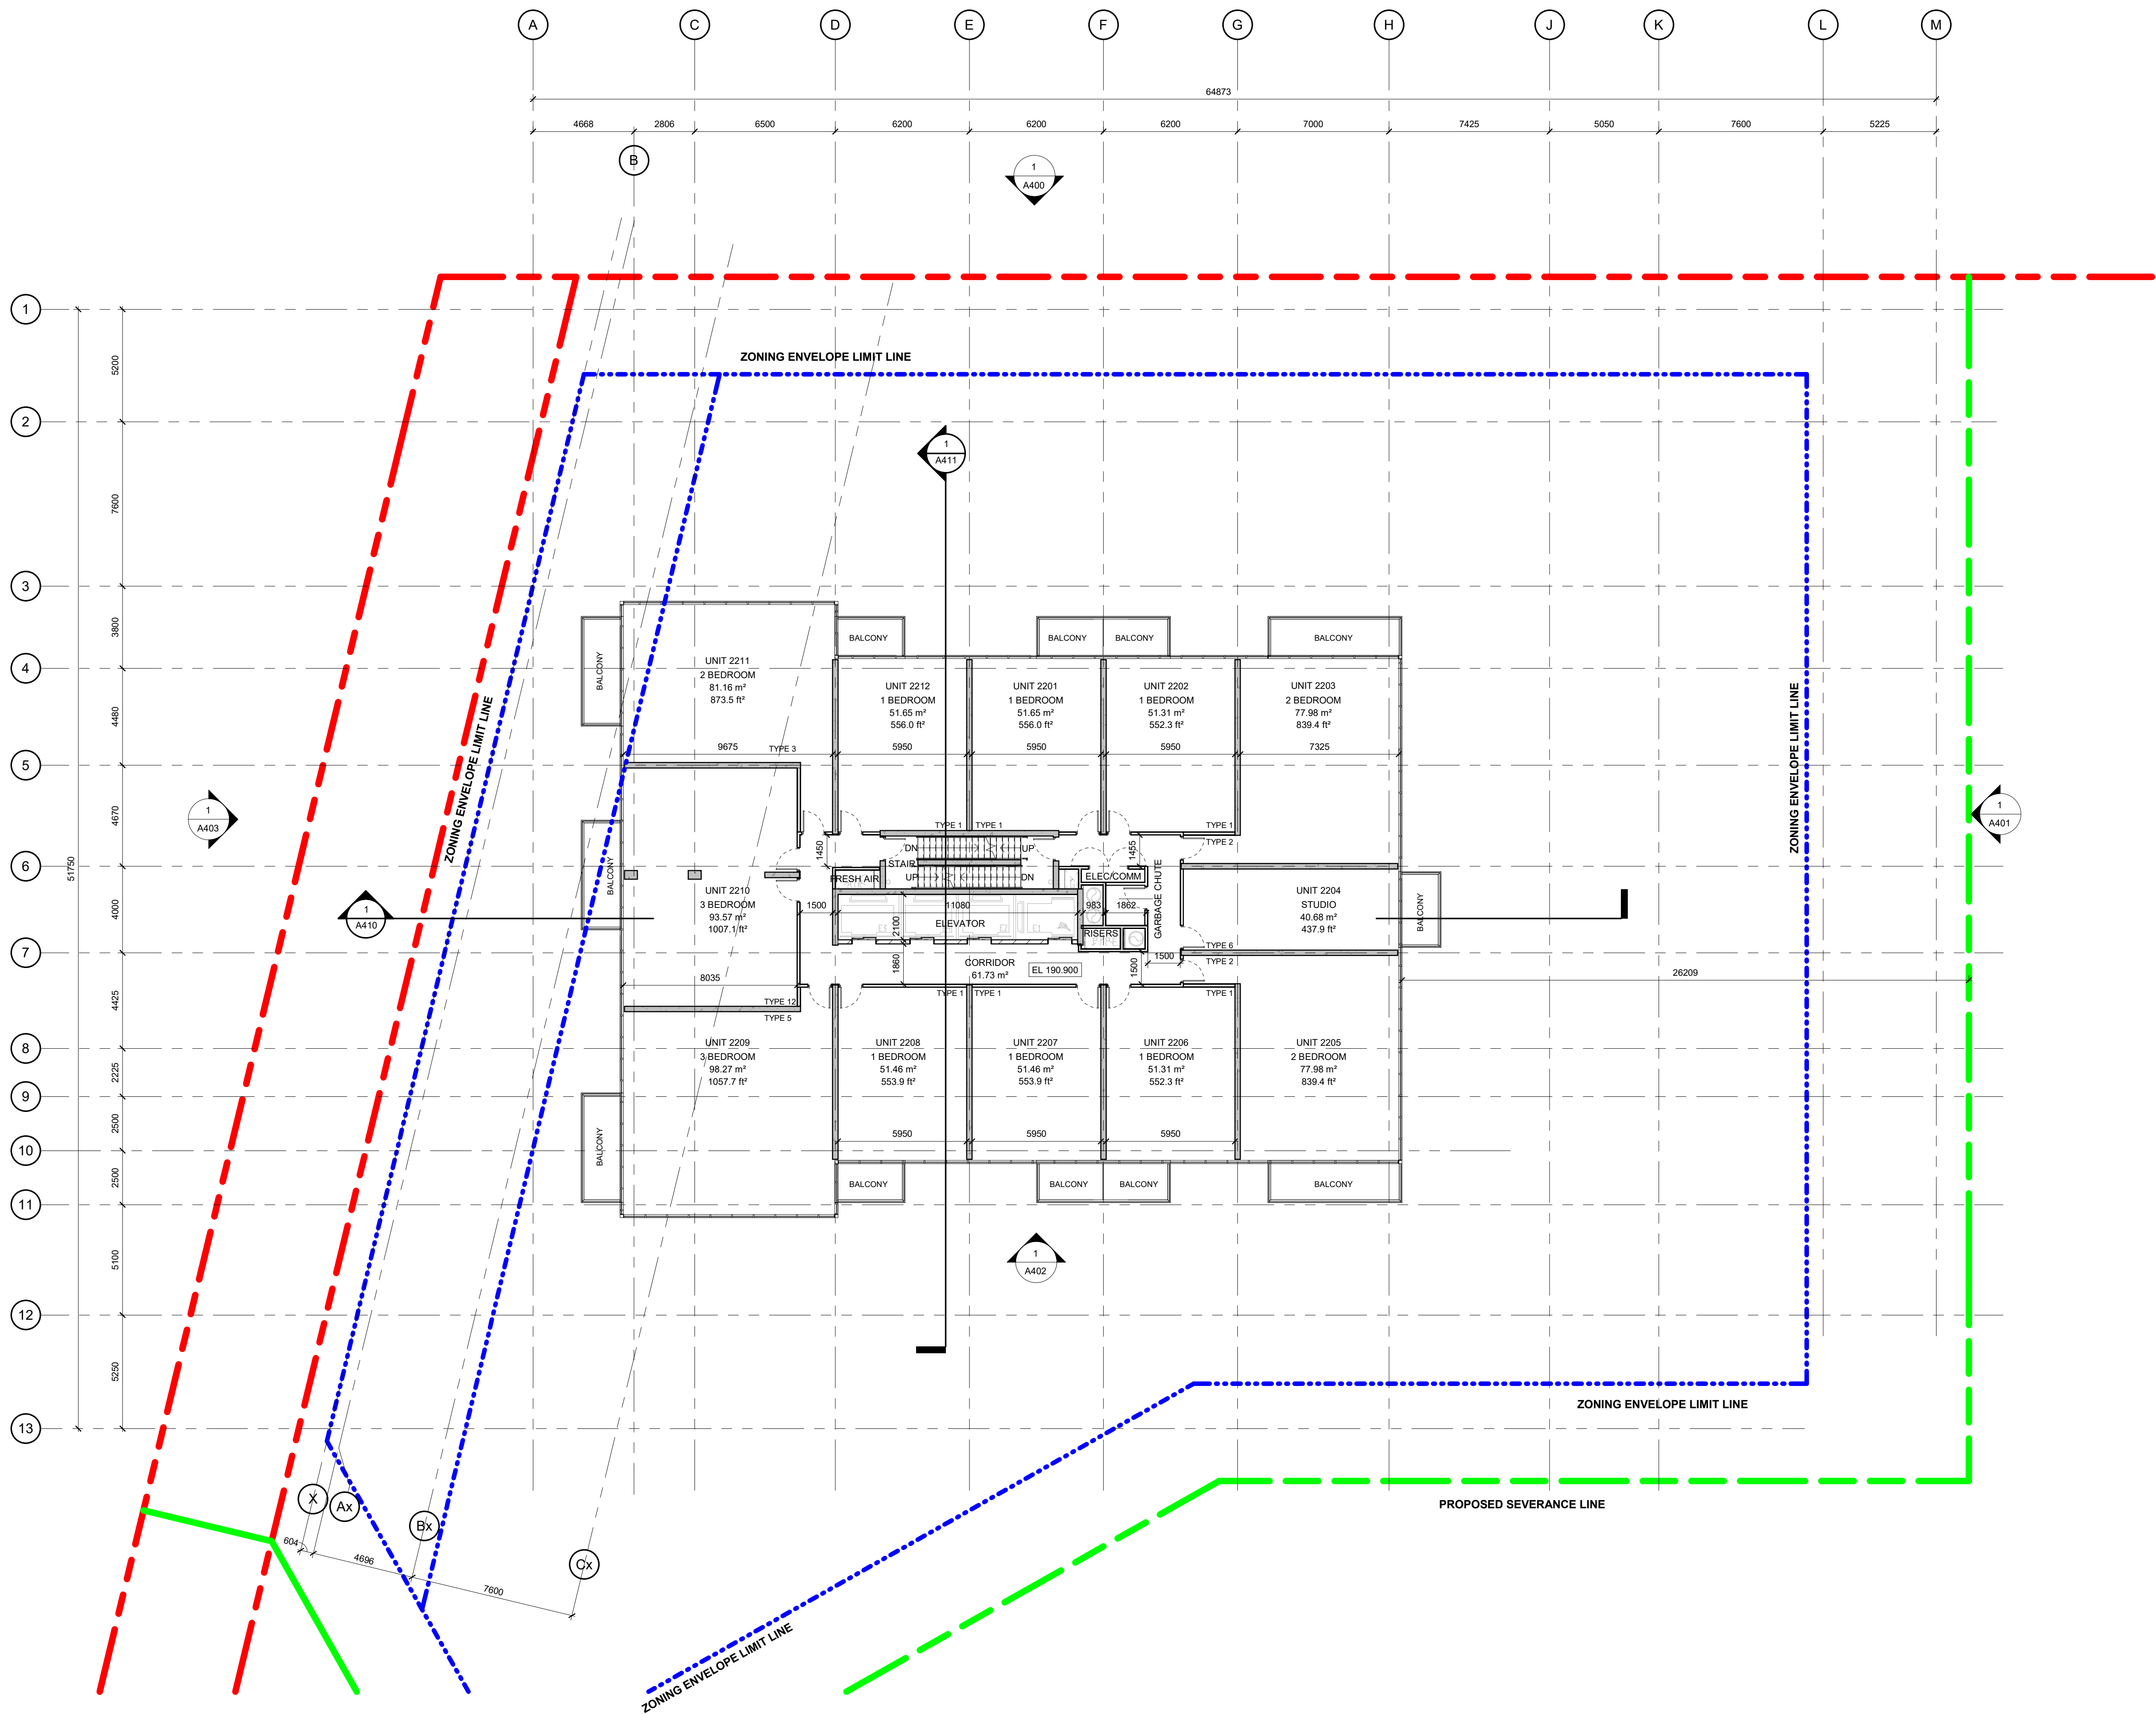 A
C
D
E
F
G
H
J
K
L
M
64873
4668
2806
6500
6200
6200
6200
7000
7425
5050
7600
5225
B
1
A400
1
2
3
4
5
6
7
8
9
10
11
12
13
51750
5200
7600
3800
4480
4670
4000
4425
2225
2500
2500
5100
5250
ZONING ENVELOPE LIMIT LINE
ZONING ENVELOPE LIMIT LINE
ZONING ENVELOPE LIMIT LINE
1
A411
1
A403
1
A401
1
A410
BALCONY
BALCONY
BALCONY
BALCONY
BALCONY
UNIT 2211
2 BEDROOM
81.16 m²
873.5 ft²
UNIT 2212
1 BEDROOM
51.65 m²
556.0 ft²
UNIT 2201
1 BEDROOM
51.65 m²
556.0 ft²
UNIT 2202
1 BEDROOM
51.31 m²
552.3 ft²
UNIT 2203
2 BEDROOM
77.98 m²
839.4 ft²
9675
TYPE 3
5950
5950
5950
7325
TYPE 1
TYPE 1
TYPE 1
TYPE 2
1450
DN
UP
STAIR
UP
DN
1455
FRESH AIR
ELEC/COMM
GARBAGE CHUTE
BALCONY
UNIT 2210
3 BEDROOM
93.57 m²
1007.1 ft²
1500
11080
983
1862
2100
ELEVATOR
RISERS
UNIT 2204
STUDIO
40.68 m²
437.9 ft²
BALCONY
TYPE 6
TYPE 2
1500
1500
1860
CORRIDOR
61.73 m²
EL 190.900
8035
26209
TYPE 12
TYPE 5
TYPE 1
TYPE 1
TYPE 1
UNIT 2209
3 BEDROOM
98.27 m²
1057.7 ft²
UNIT 2208
1 BEDROOM
51.46 m²
553.9 ft²
UNIT 2207
1 BEDROOM
51.46 m²
553.9 ft²
UNIT 2206
1 BEDROOM
51.31 m²
552.3 ft²
UNIT 2205
2 BEDROOM
77.98 m²
839.4 ft²
5950
5950
5950
BALCONY
BALCONY
BALCONY
BALCONY
BALCONY
1
A402
ZONING ENVELOPE LIMIT LINE
PROPOSED SEVERANCE LINE
X
Ax
Bx
Cx
604
4696
7600
ZONING ENVELOPE LIMIT LINE